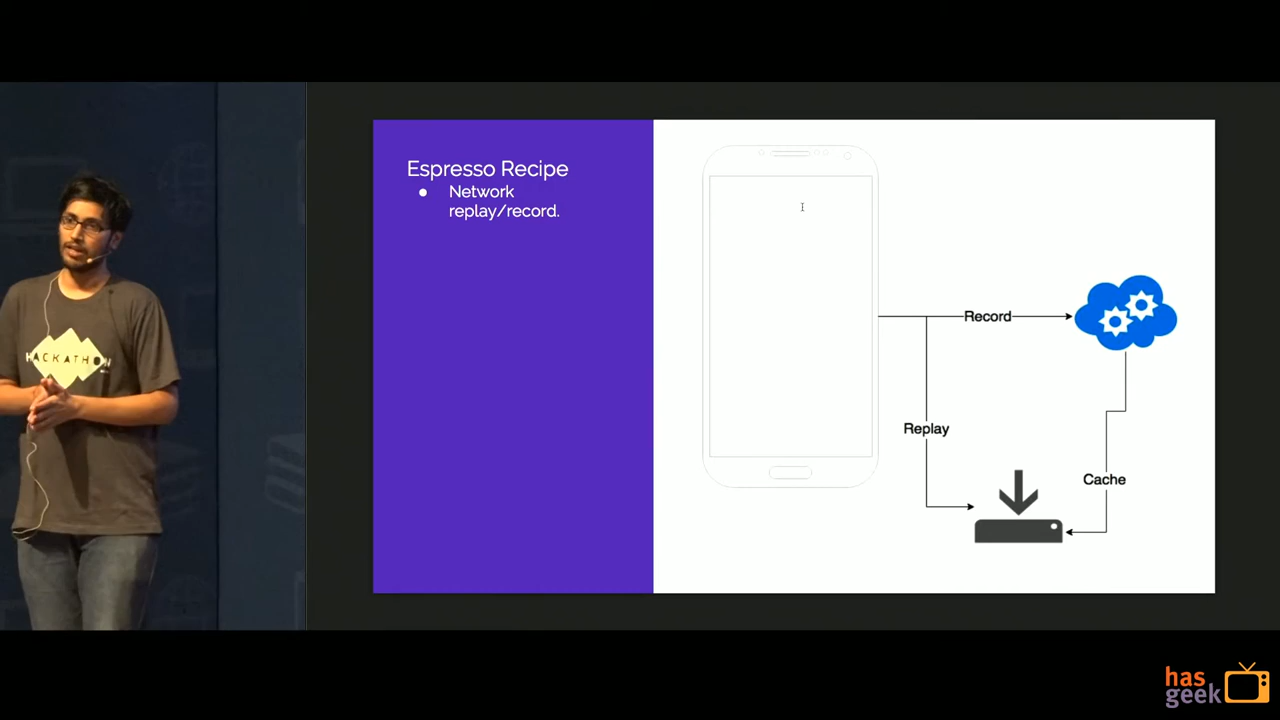 Espresso Recipe
● Network
replay/record.
Record
Replay
Cache
HACKATHON
has
geek